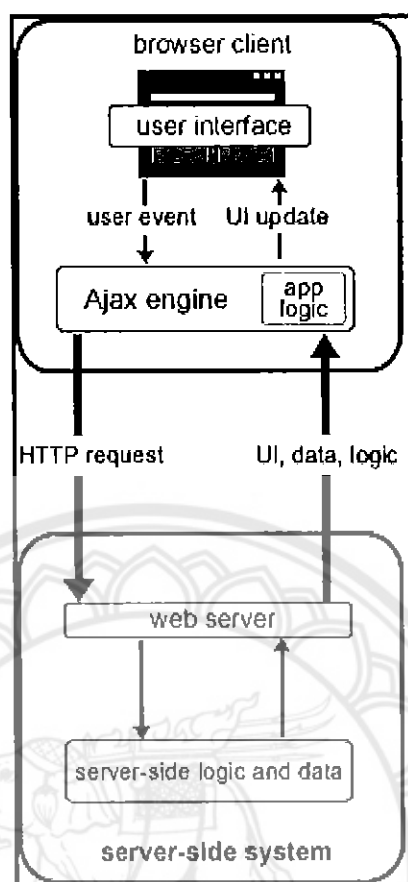 browser client
user interface
user event UI update
Ajax engine
app
logic
HTTP request UI, data, logic
web server
server-side logic and data
server-side system